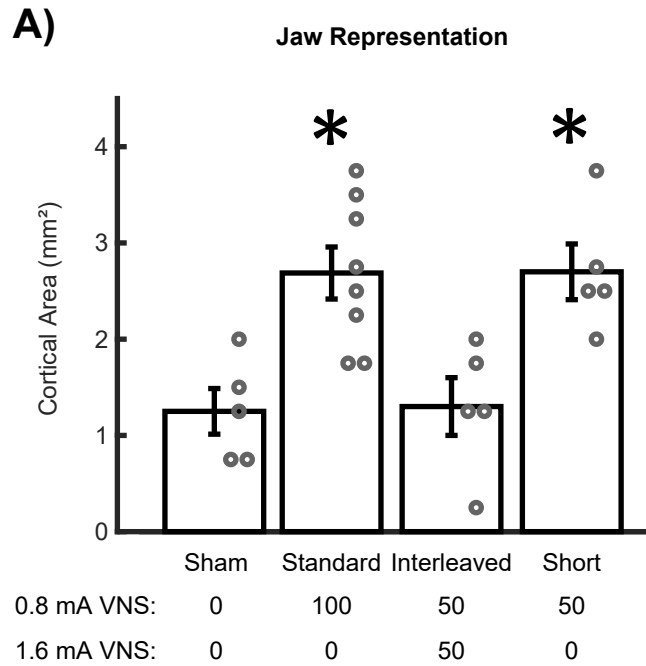 A)
Jaw Representation
Cortical Area (mm²)
4
3
2
1
0
Sham Standard Interleaved Short
0.8 mA VNS: 0 100 50 50
1.6 mA VNS: 0 0 50 0
* *